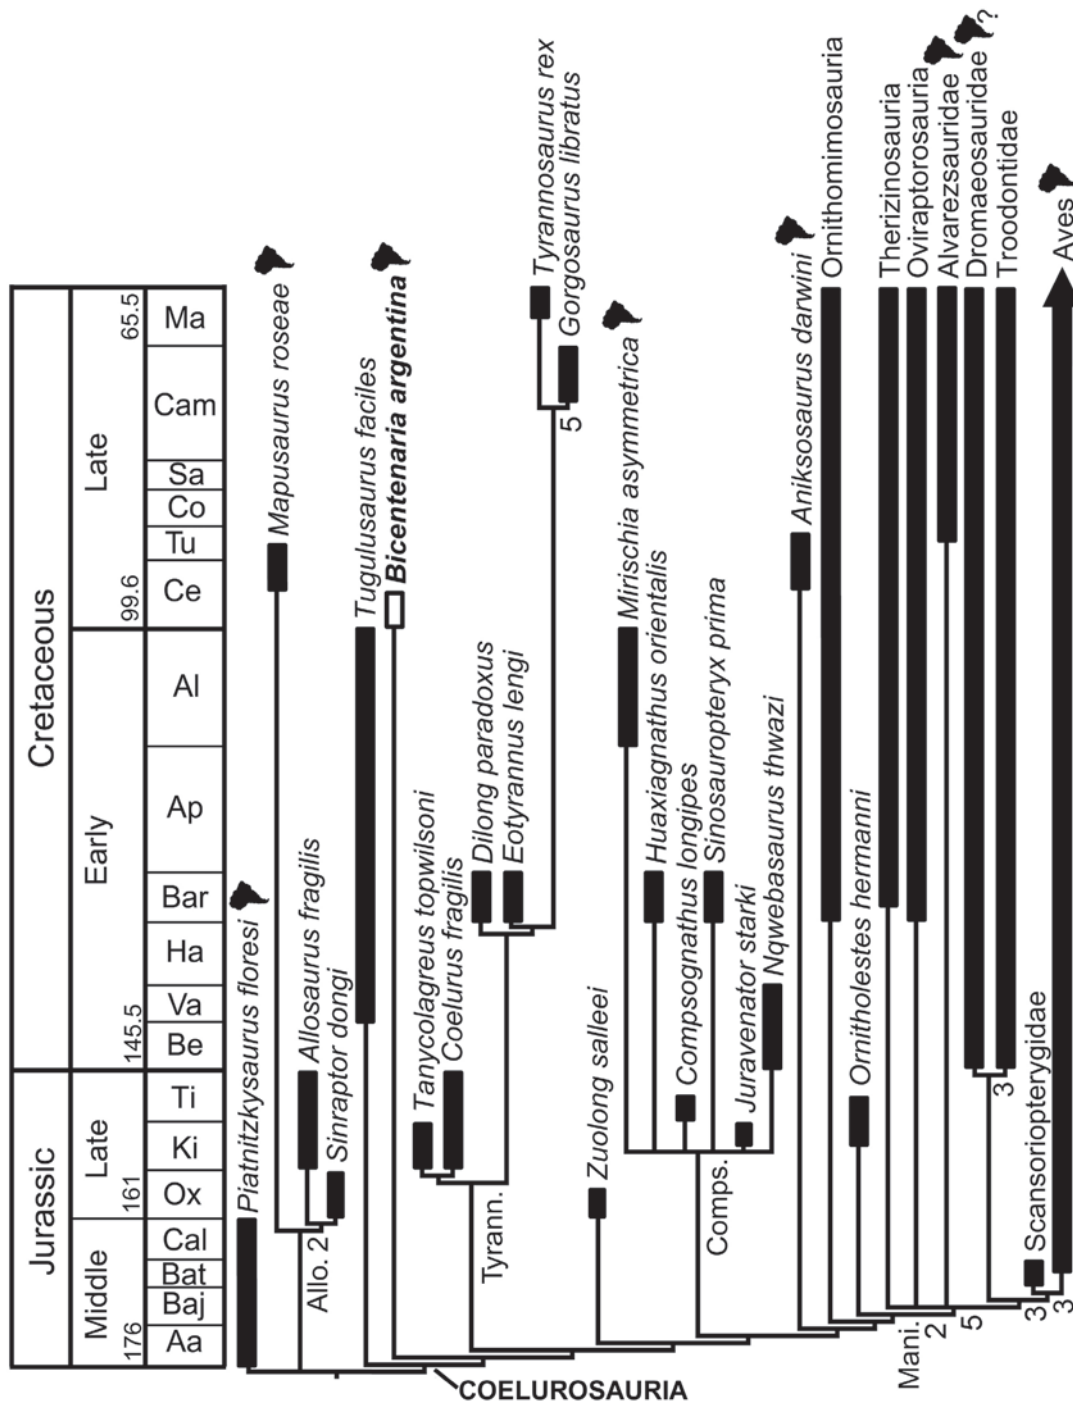 Jurassic
Cretaceous
Middle
Late
Early
Late
176
161
145.5
99.6
65.5
Aa
Baj
Bat
Cal
Ox
Ki
Ti
Be
Va
Ha
Bar
Ap
Al
Ce
Tu
Co
Sa
Cam
Ma
Piatnitzkysaurus floresi
Mapusaurus roseae
Allosaurus fragilis
Sinraptor dongi
Allo. 2
Tugulusaurus faciles
Bicentenaria argentina
Tanycolagreus topwilsoni
Coelurus fragilis
Dilong paradoxus
Eotyrannus lengi
Tyrann.
Tyrannosaurus rex
Gorgosaurus libratus
5
Zuolong salleei
Mirischia asymmetrica
Huaxiagnathus orientalis
Compsognathus longipes
Sinosauropteryx prima
Juravenator starki
Nqwebasaurus thwazi
Comps.
Aniksosaurus darwini
Ornithomimosauria
Ornitholestes hermanni
Therizinosauria
Oviraptorosauria
Alvarezsauridae
Dromaeosauridae
?
Troodontidae
3
Scansoriopterygidae
Aves
Mani.
2
5
3
3
COELUROSAURIA